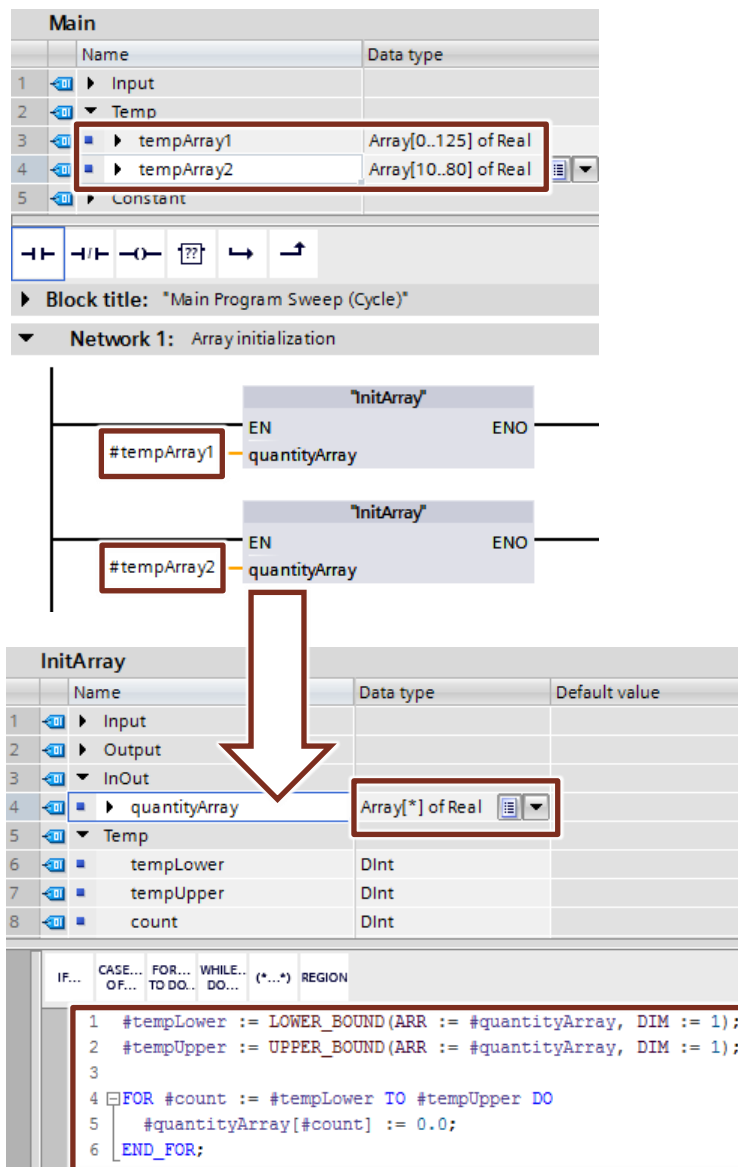 Main
Name Data type
1 Input
2 Temp
3 tempArray1 Array[0..125] of Real
4 tempArray2 Array[10..80] of Real
5 Constant
??
Block title: "Main Program Sweep (Cycle)"
Network 1: Array initialization
"InitArray"
EN ENO
#tempArray1 quantityArray
"InitArray"
EN ENO
#tempArray2 quantityArray
InitArray
Name Data type Default value
1 Input
2 Output
3 InOut
4 quantityArray Array[*] of Real
5 Temp
6 tempLower DInt
7 tempUpper DInt
8 count DInt
IF... CASE... FOR... WHILE.. (*...*) REGION
OF... TO DO.. DO...
1 #tempLower := LOWER_BOUND(ARR := #quantityArray, DIM := 1);
2 #tempUpper := UPPER_BOUND(ARR := #quantityArray, DIM := 1);
3
4 FOR #count := #tempLower TO #tempUpper DO
5 #quantityArray[#count] := 0.0;
6 END_FOR;